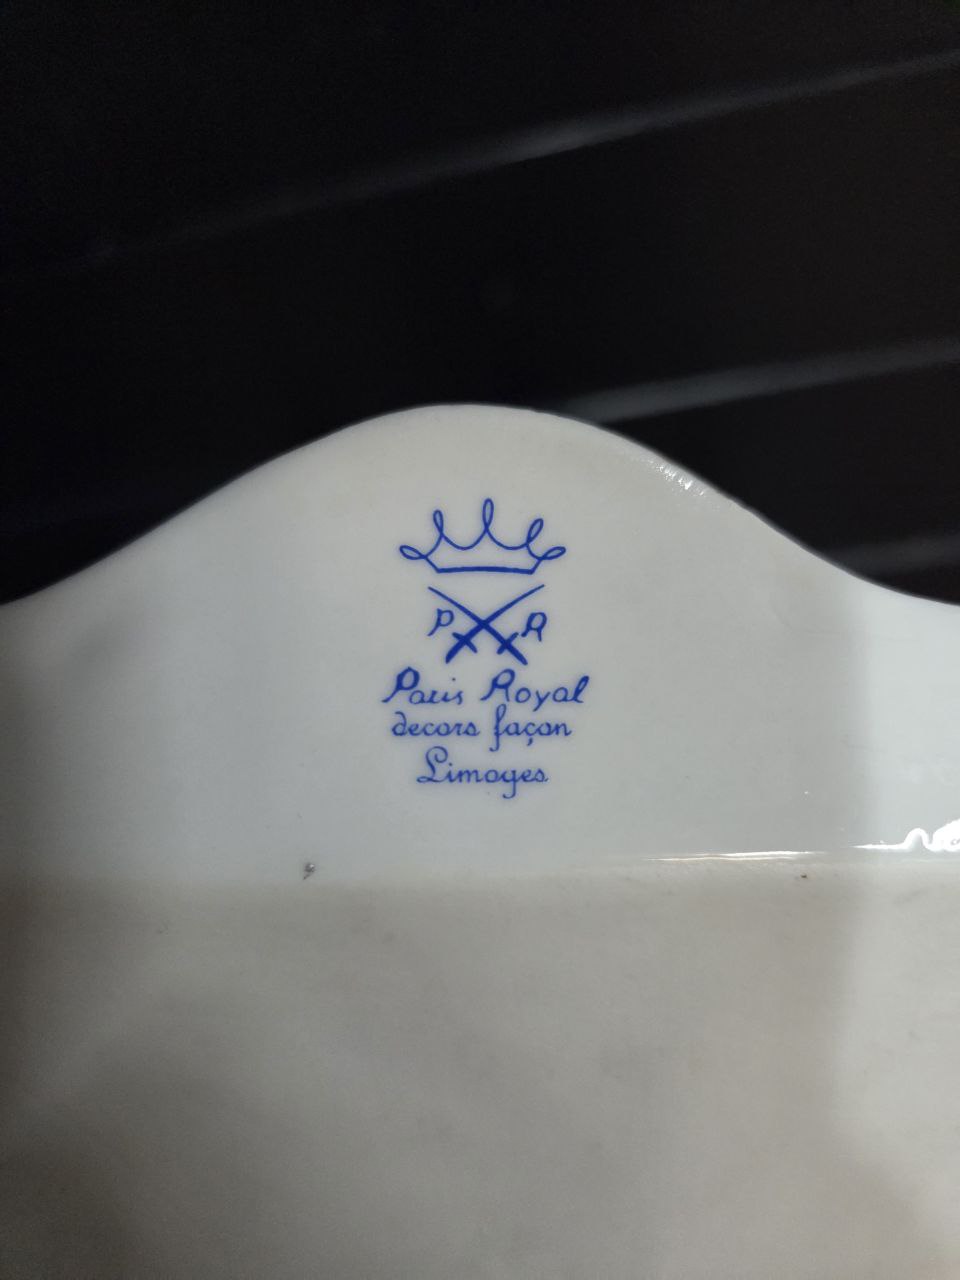 P R
Paris Royal
decors façon
Limoges